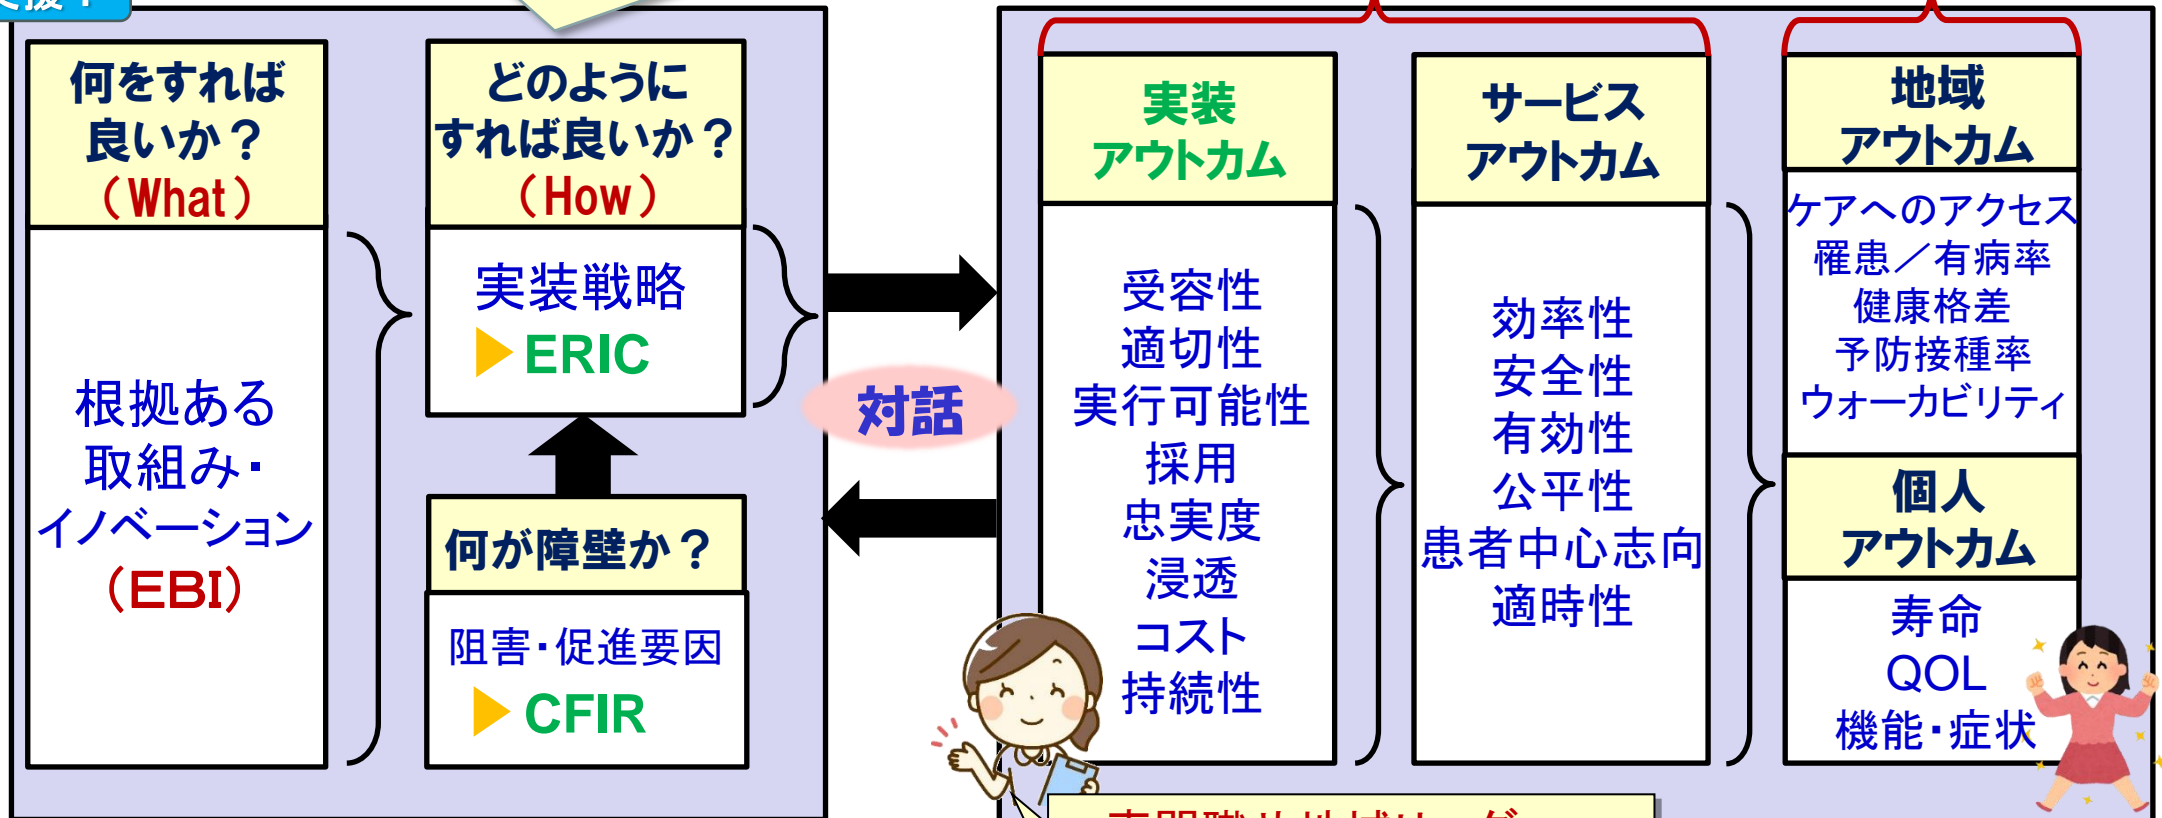 何をすれば
良いか？
（What）
根拠ある
取組み・
イノベーション
（EBI）
どのように
すれば良いか？
（How）
実装戦略
ERIC
何が障壁か？
阻害・促進要因
CFIR
対話
実装
アウトカム
受容性
適切性
実行可能性
採用
忠実度
浸透
コスト
持続性
サービス
アウトカム
効率性
安全性
有効性
公平性
患者中心志向
適時性
地域
アウトカム
ケアへのアクセス
罹患／有病率
健康格差
予防接種率
ウォーカビリティ
個人
アウトカム
寿命
QOL
機能・症状